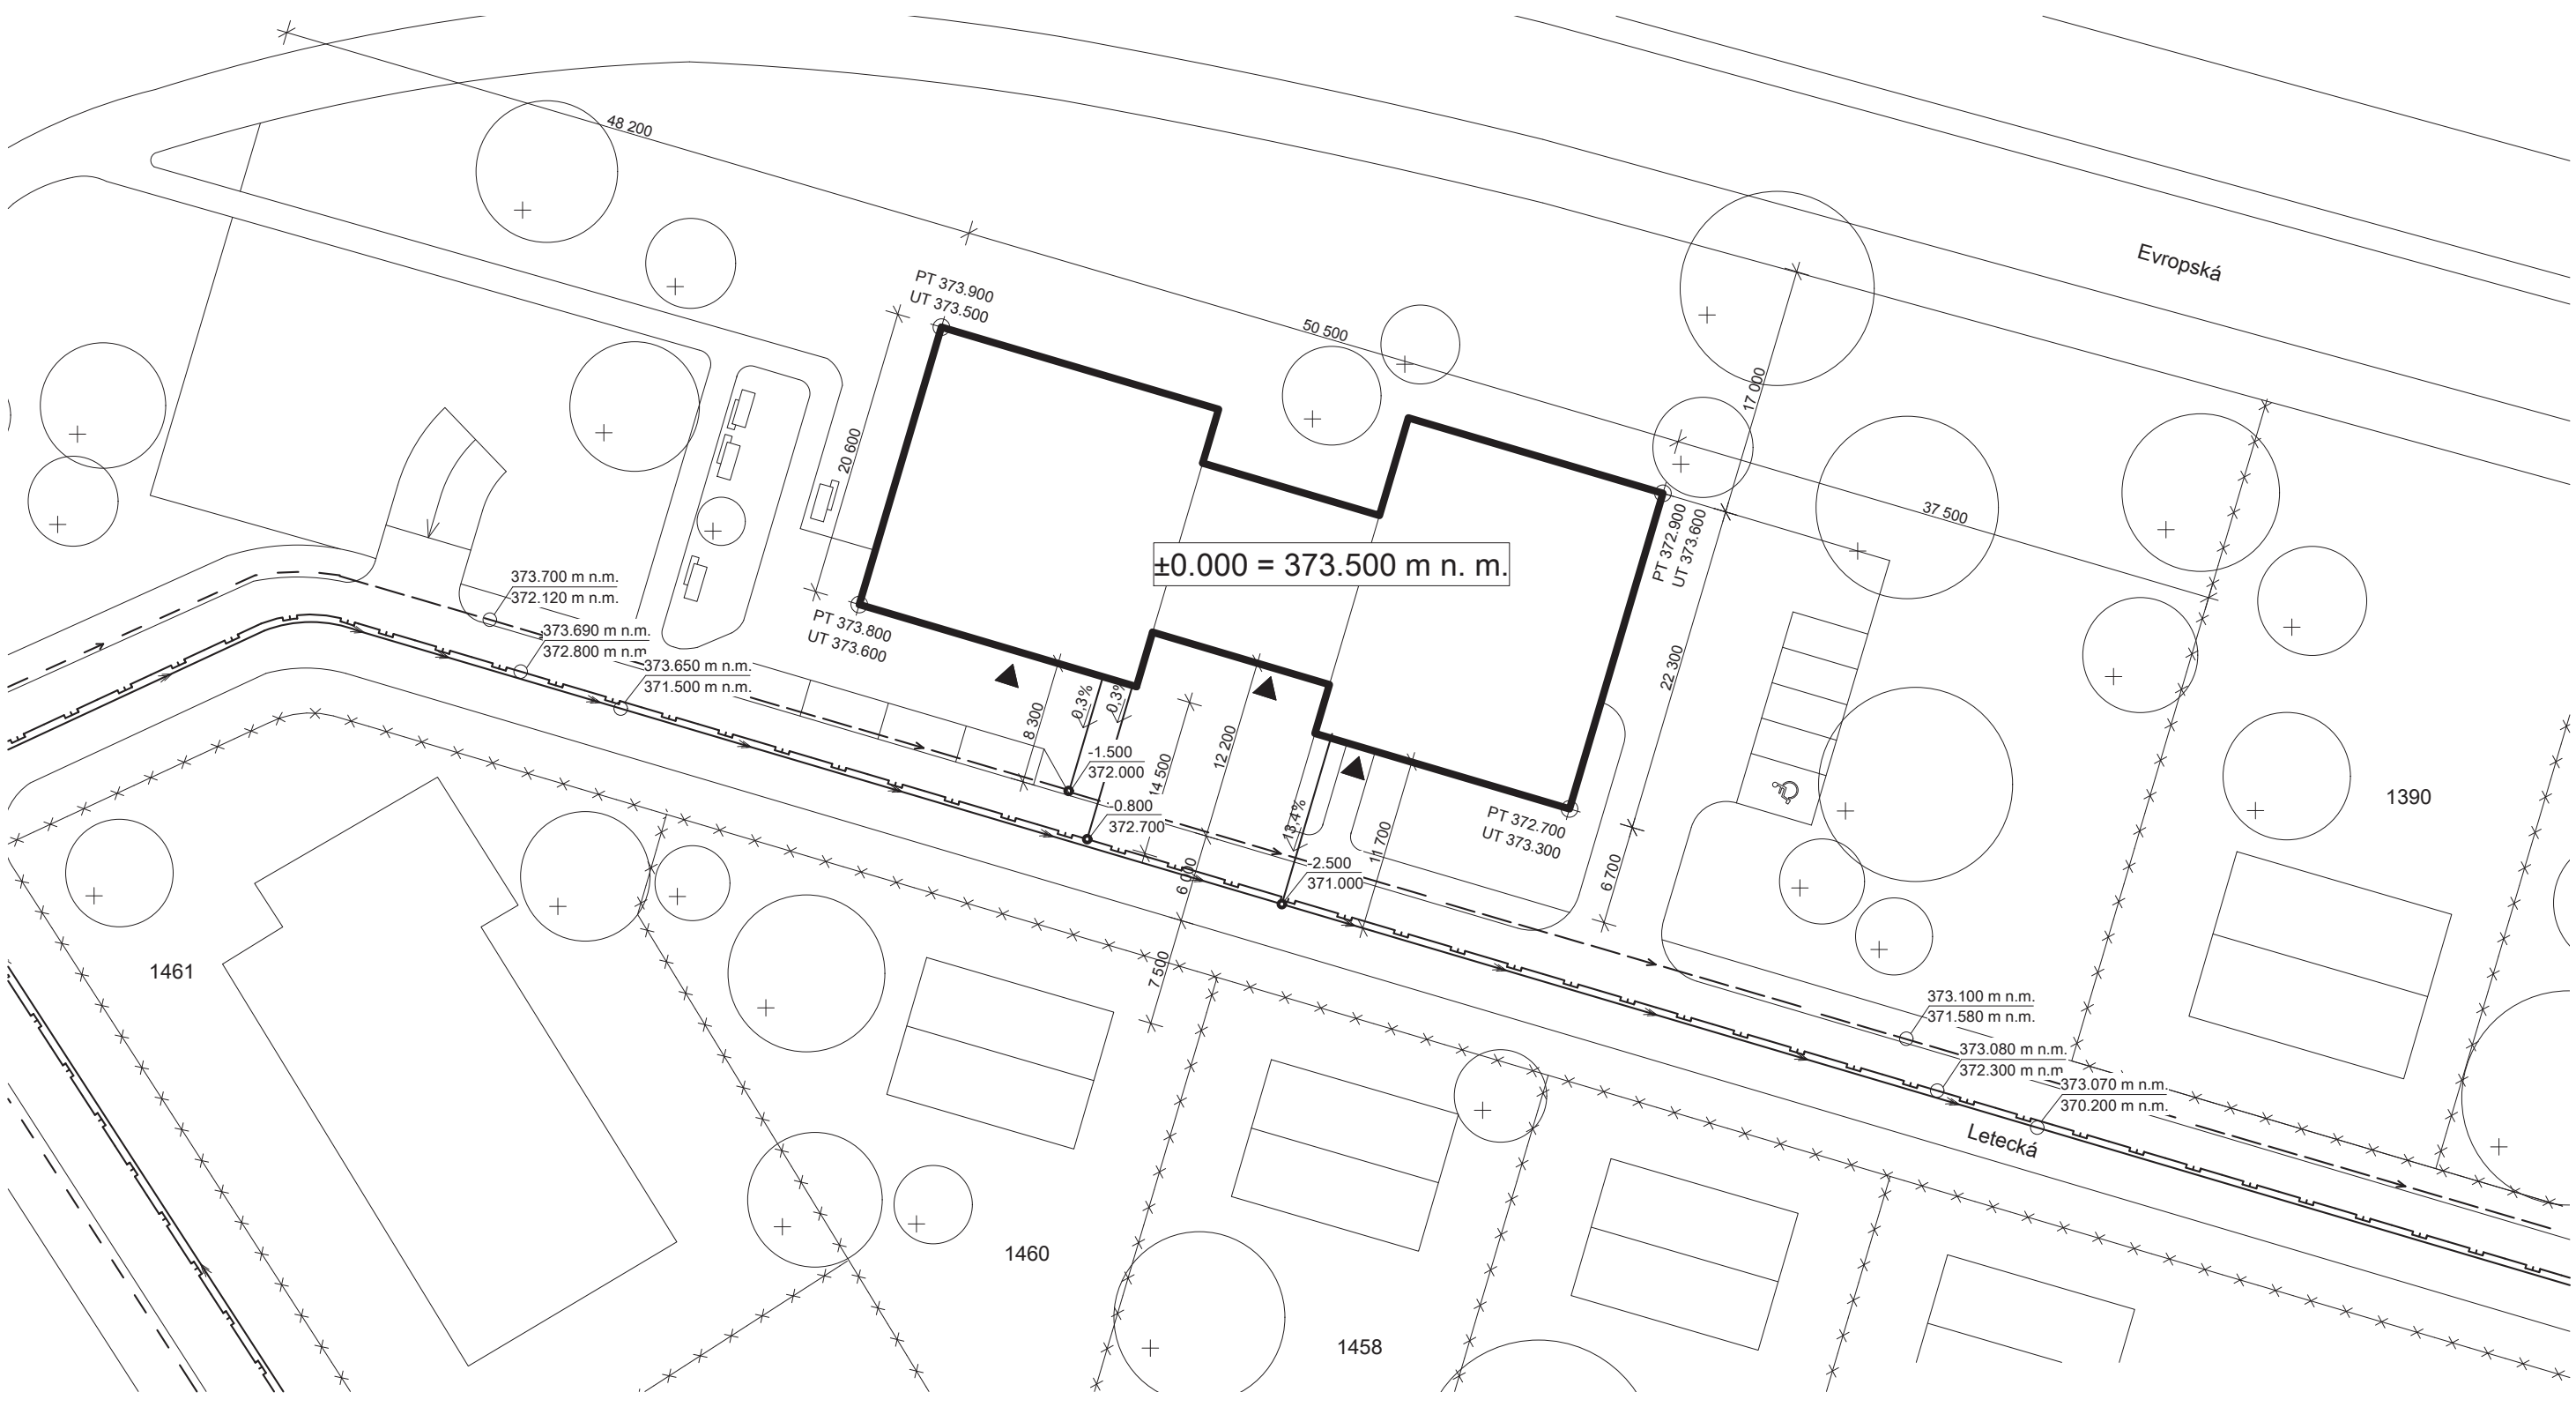 48 200
Evropská
PT 373.900
UT 373.500
50 500
17 000
20 600
37 500
PT 372.900
UT 373.600
±0.000 = 373.500 m n. m.
373.700 m n.m.
372.120 m n.m.
373.690 m n.m.
372.800 m n.m.
373.650 m n.m.
371.500 m n.m.
PT 373.800
UT 373.600
22 300
8 300
0,3%
0,3%
-1.500
372.000
14 500
12 200
-0.800
372.700
1390
13,4%
11 700
PT 372.700
UT 373.300
-2.500
371.000
6 000
6 700
7 500
1461
373.100 m n.m.
371.580 m n.m.
373.080 m n.m.
372.300 m n.m.
373.070 m n.m.
370.200 m n.m.
Letecká
1460
1458